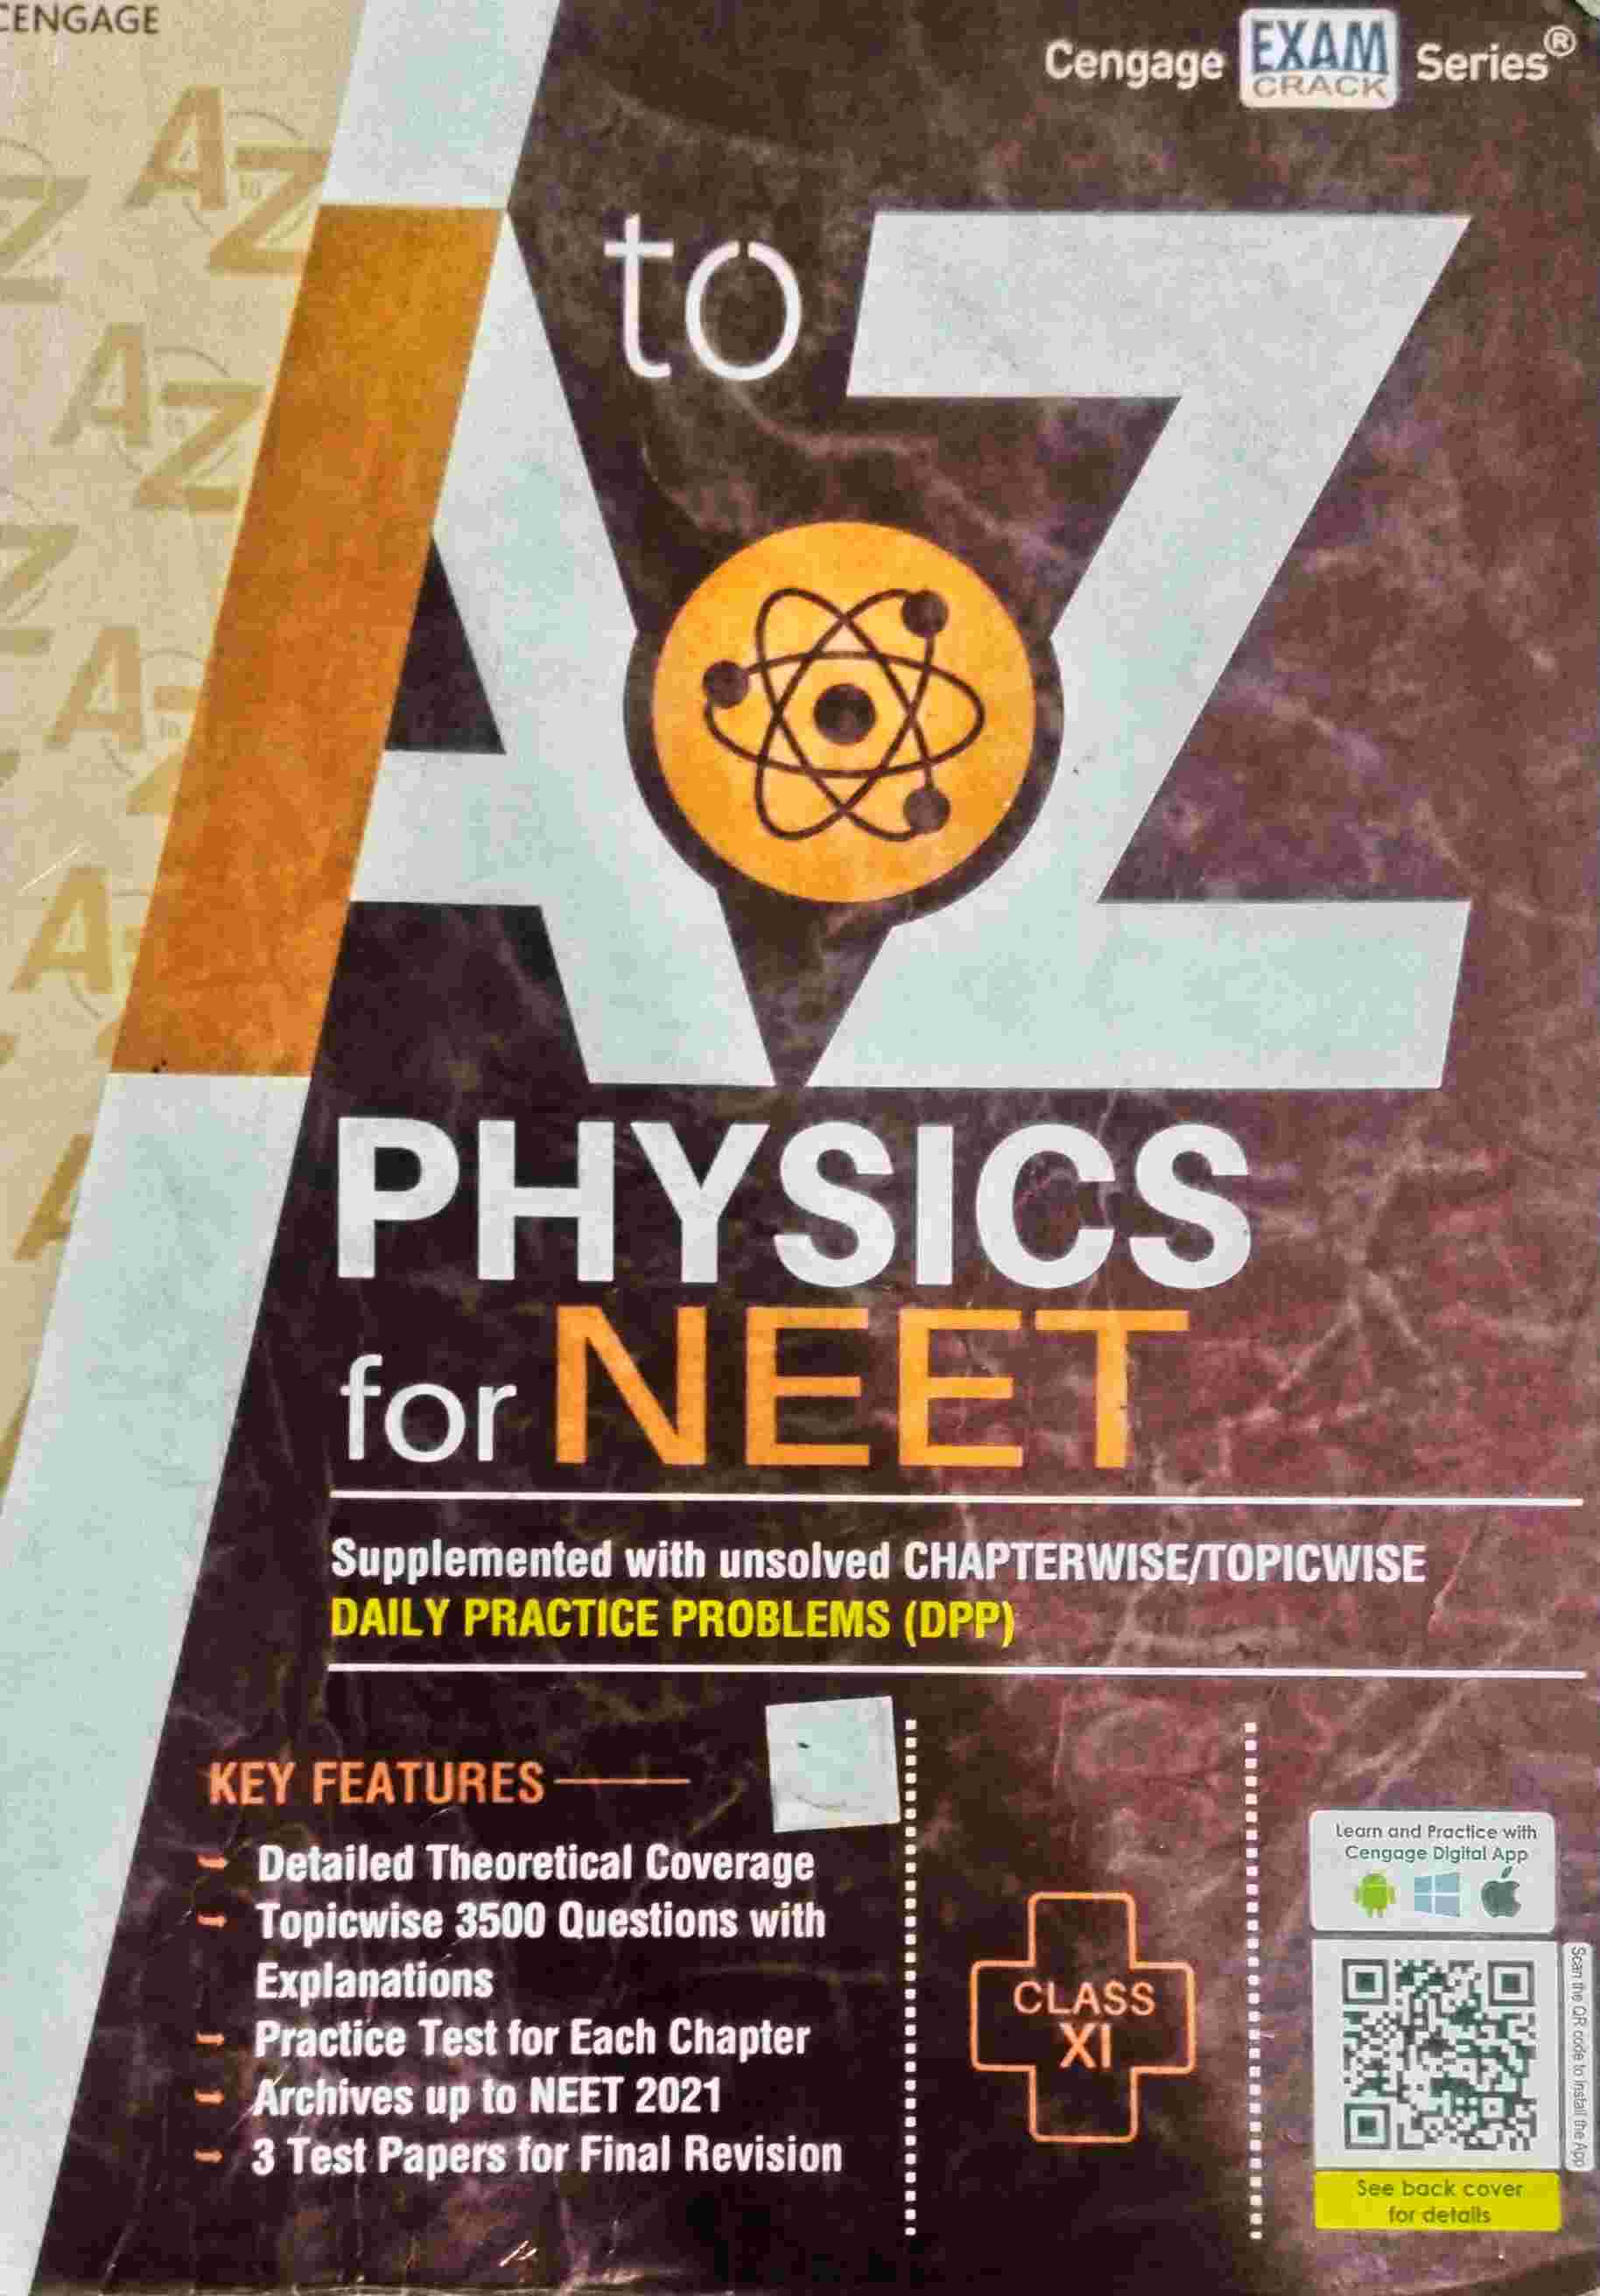 CENGAGE
Cengage EXAM CRACK Series®
A to Z
PHYSICS
for NEET
Supplemented with unsolved CHAPTERWISE/TOPICWISE
DAILY PRACTICE PROBLEMS (DPP)
KEY FEATURES
Detailed Theoretical Coverage
Topicwise 3500 Questions with
Explanations
Practice Test for Each Chapter
Archives up to NEET 2021
3 Test Papers for Final Revision
CLASS
XI
Learn and Practice with
Cengage Digital App
Scan the QR code to install the App
See back cover
for details